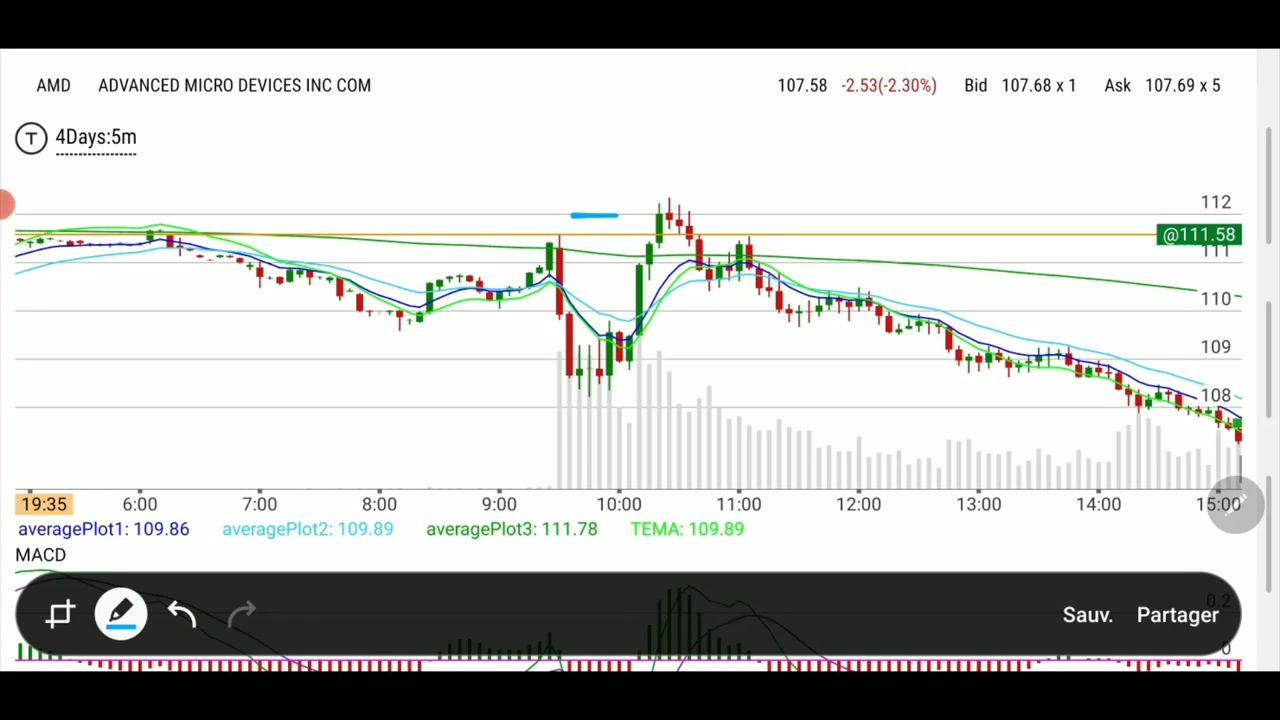 AMD ADVANCED MICRO DEVICES INC COM 107.58 -2.53(-2.30%) Bid 107.68 x 1 Ask 107.69 x 5
T 4Days:5m
112
@111.58
111
110
109
108
19:35 6:00 7:00 8:00 9:00 10:00 11:00 12:00 13:00 14:00 15:00
averagePlot1: 109.86 averagePlot2: 109.89 averagePlot3: 111.78 TEMA: 109.89
MACD
0,2
Sauv. Partager
0